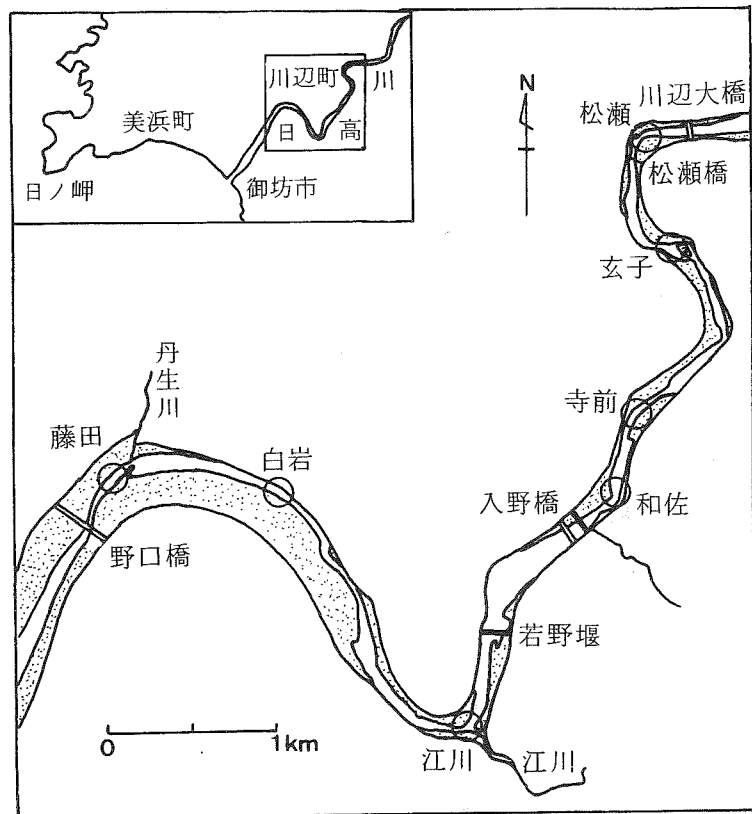 川辺町
川
美浜町
日
高
日ノ岬
御坊市
N
川辺大橋
松瀬
松瀬橋
玄子
丹生川
寺前
藤田
白岩
入野橋
和佐
野口橋
若野堰
0
1km
江川
江川